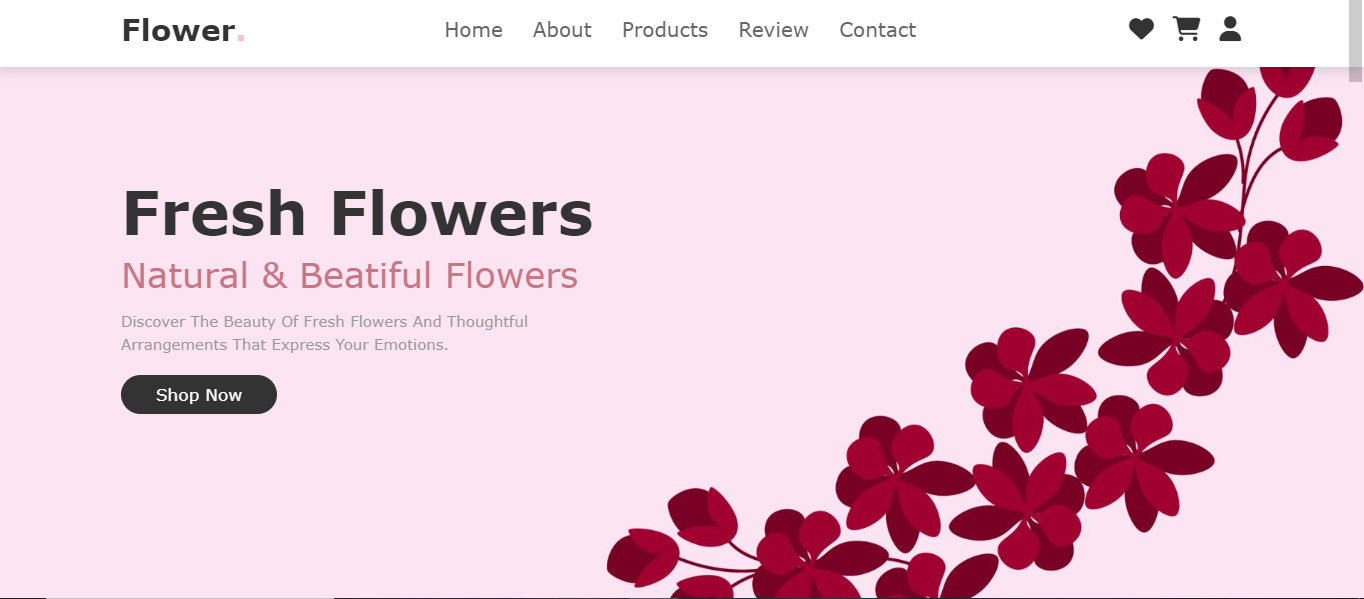 Flower.
Home About Products Review Contact
Fresh Flowers
Natural & Beatiful Flowers
Discover The Beauty Of Fresh Flowers And Thoughtful
Arrangements That Express Your Emotions.
Shop Now